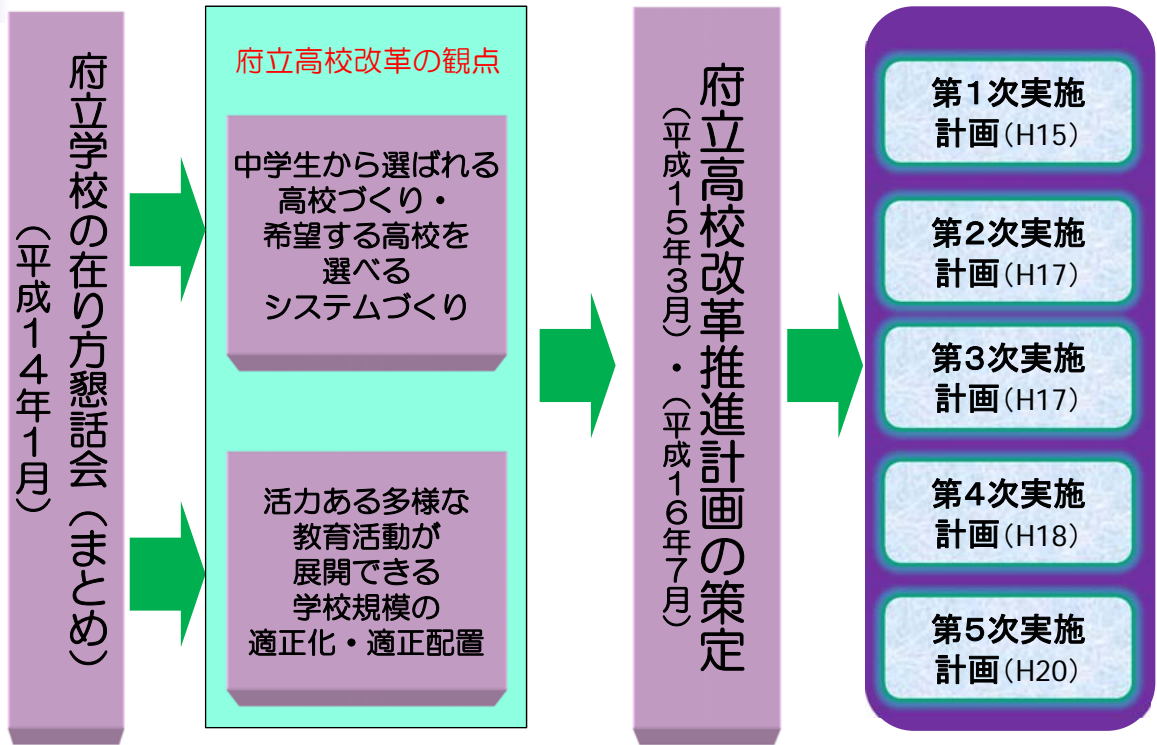 府立学校の在り方懇話会（まとめ）
（平成１４年１月）
府立高校改革の観点
中学生から選ばれる
高校づくり・
希望する高校を
選べる
システムづくり
活力ある多様な
教育活動が
展開できる
学校規模の
適正化・適正配置
府立高校改革推進計画の策定
（平成１５年３月）・（平成１６年７月）
第１次実施
計画(H15)
第２次実施
計画(H17)
第３次実施
計画(H17)
第４次実施
計画(H18)
第５次実施
計画(H20)